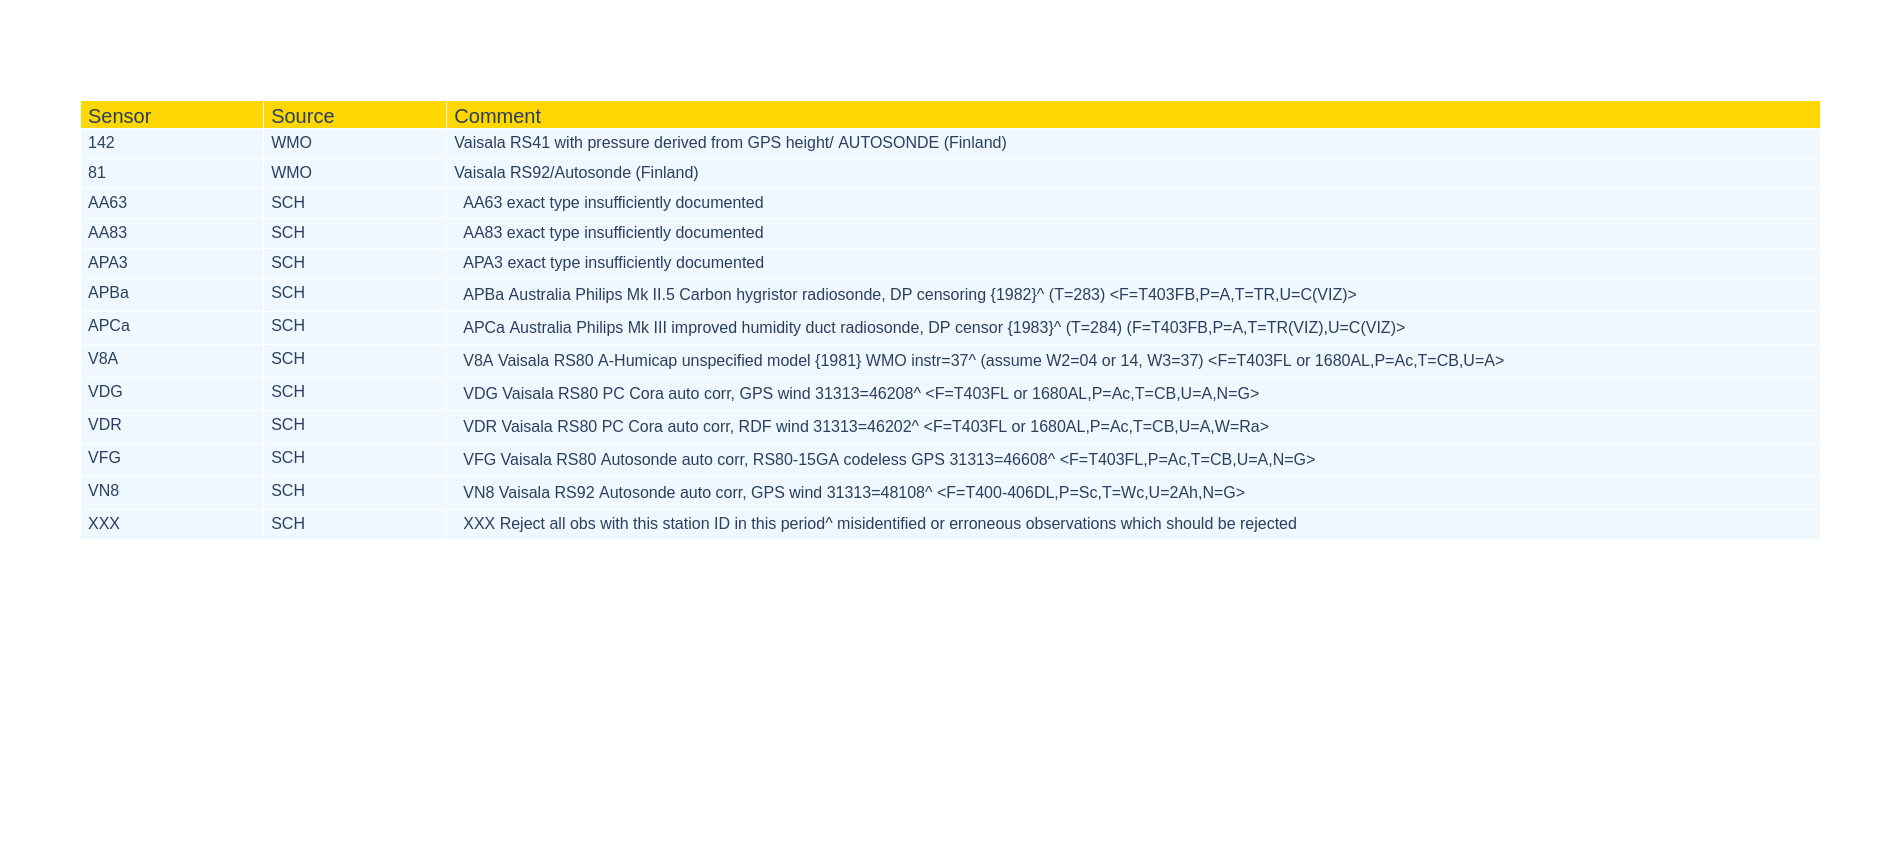 Sensor Source Comment
142 WMO Vaisala RS41 with pressure derived from GPS height/ AUTOSONDE (Finland)
81 WMO Vaisala RS92/Autosonde (Finland)
AA63 SCH AA63 exact type insufficiently documented
AA83 SCH AA83 exact type insufficiently documented
APA3 SCH APA3 exact type insufficiently documented
APBa SCH APBa Australia Philips Mk II.5 Carbon hygristor radiosonde, DP censoring {1982}^ (T=283) <F=T403FB,P=A,T=TR,U=C(VIZ)>
APCa SCH APCa Australia Philips Mk III improved humidity duct radiosonde, DP censor {1983}^ (T=284) (F=T403FB,P=A,T=TR(VIZ),U=C(VIZ)>
V8A SCH V8A Vaisala RS80 A-Humicap unspecified model {1981} WMO instr=37^ (assume W2=04 or 14, W3=37) <F=T403FL or 1680AL,P=Ac,T=CB,U=A>
VDG SCH VDG Vaisala RS80 PC Cora auto corr, GPS wind 31313=46208^ <F=T403FL or 1680AL,P=Ac,T=CB,U=A,N=G>
VDR SCH VDR Vaisala RS80 PC Cora auto corr, RDF wind 31313=46202^ <F=T403FL or 1680AL,P=Ac,T=CB,U=A,W=Ra>
VFG SCH VFG Vaisala RS80 Autosonde auto corr, RS80-15GA codeless GPS 31313=46608^ <F=T403FL,P=Ac,T=CB,U=A,N=G>
VN8 SCH VN8 Vaisala RS92 Autosonde auto corr, GPS wind 31313=48108^ <F=T400-406DL,P=Sc,T=Wc,U=2Ah,N=G>
XXX SCH XXX Reject all obs with this station ID in this period^ misidentified or erroneous observations which should be rejected